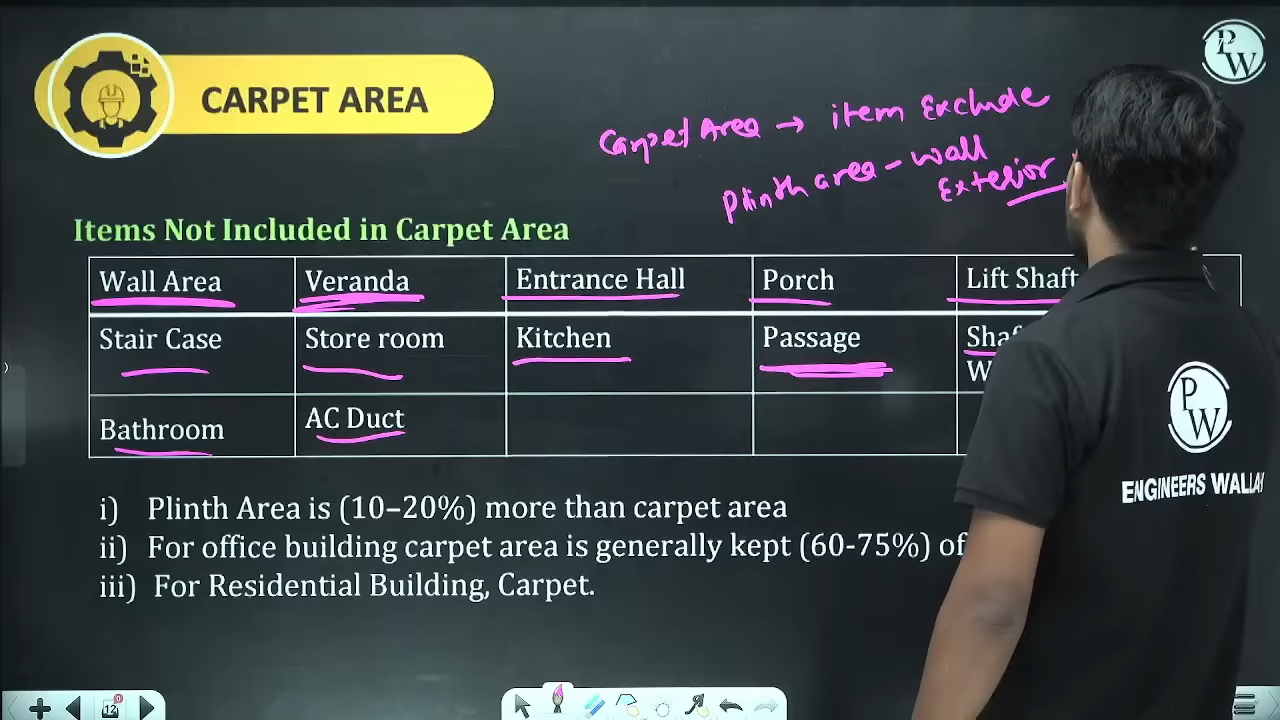 CARPET AREA
PW
Carpet Area → item Exclude
Plinth area - wall
Exterior
Items Not Included in Carpet Area
Wall Area Veranda Entrance Hall Porch Lift Shaft
Stair Case Store room Kitchen Passage
Bathroom AC Duct
PW
ENGINEERS WALLAH
i) Plinth Area is (10–20%) more than carpet area
ii) For office building carpet area is generally kept (60-75%) of
iii) For Residential Building, Carpet.
12